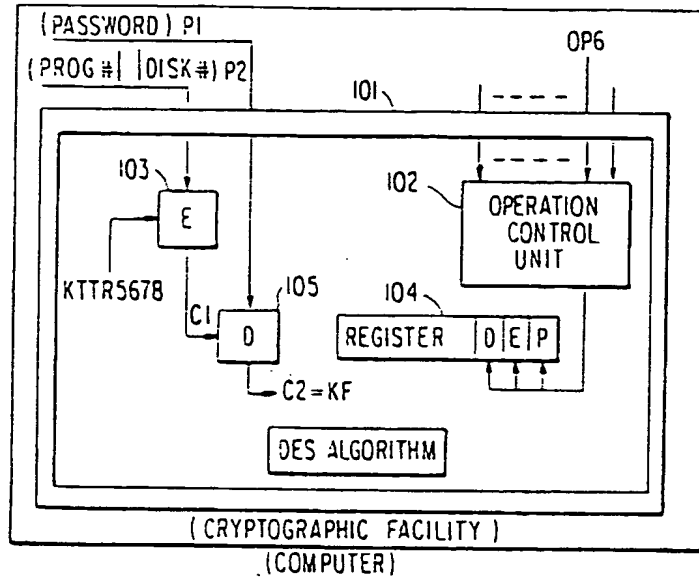 (PASSWORD) P1
(PROG # | | DISK #) P2
OP6
101
103
102
E
OPERATION
CONTROL
UNIT
KTTR5678
105
104
C1
D
REGISTER |D|E|P
C2=KF
DES ALGORITHM
(CRYPTOGRAPHIC FACILITY)
(COMPUTER)